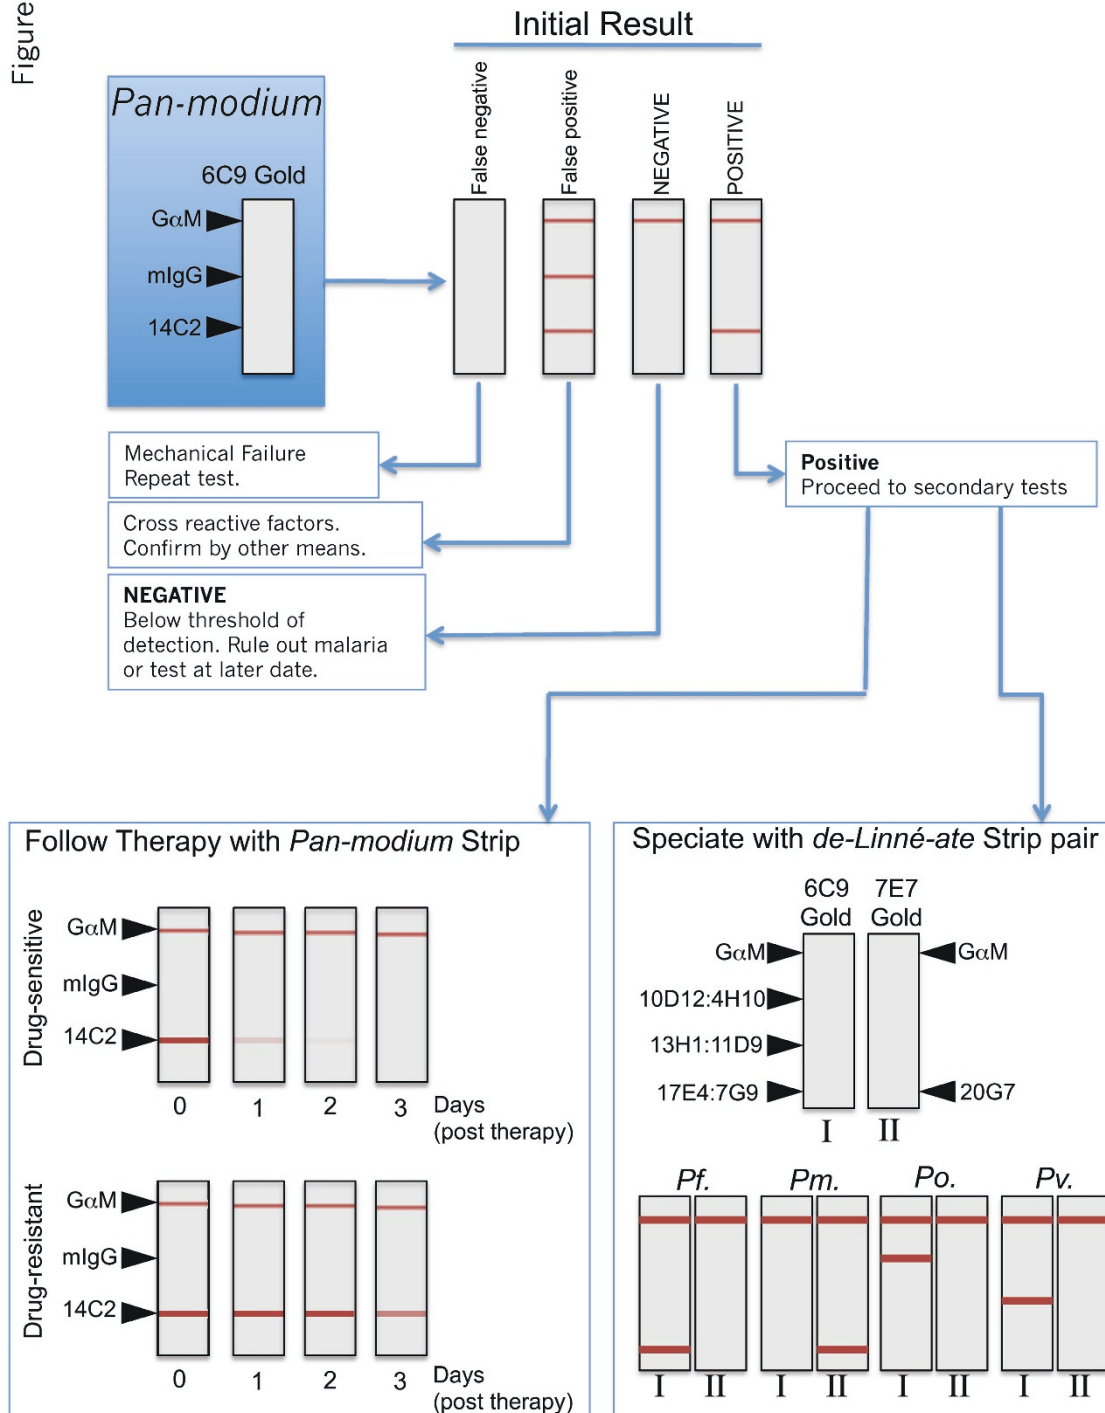 Figure
Initial Result
Pan-modium
6C9 Gold
GαM
mIgG
14C2
False negative
False positive
NEGATIVE
POSITIVE
Mechanical Failure
Repeat test.
Cross reactive factors.
Confirm by other means.
NEGATIVE
Below threshold of
detection. Rule out malaria
or test at later date.
Positive
Proceed to secondary tests
Follow Therapy with Pan-modium Strip
Drug-sensitive
GαM
mIgG
14C2
0 1 2 3 Days
(post therapy)
Drug-resistant
GαM
mIgG
14C2
0 1 2 3 Days
(post therapy)
Speciate with de-Linné-ate Strip pair
6C9 7E7
Gold Gold
GαM GαM
10D12:4H10
13H1:11D9
17E4:7G9 20G7
I II
Pf. Pm. Po. Pv.
I II I II I II I II